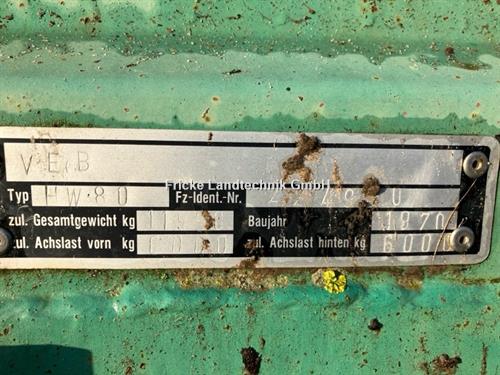 V E B
Typ HW·80 Fz-Ident.-Nr.
Fricke Landtechnik GmbH
zul. Gesamtgewicht kg Baujahr 1970
zul. Achslast vorn kg zul. Achslast hinten kg 6000